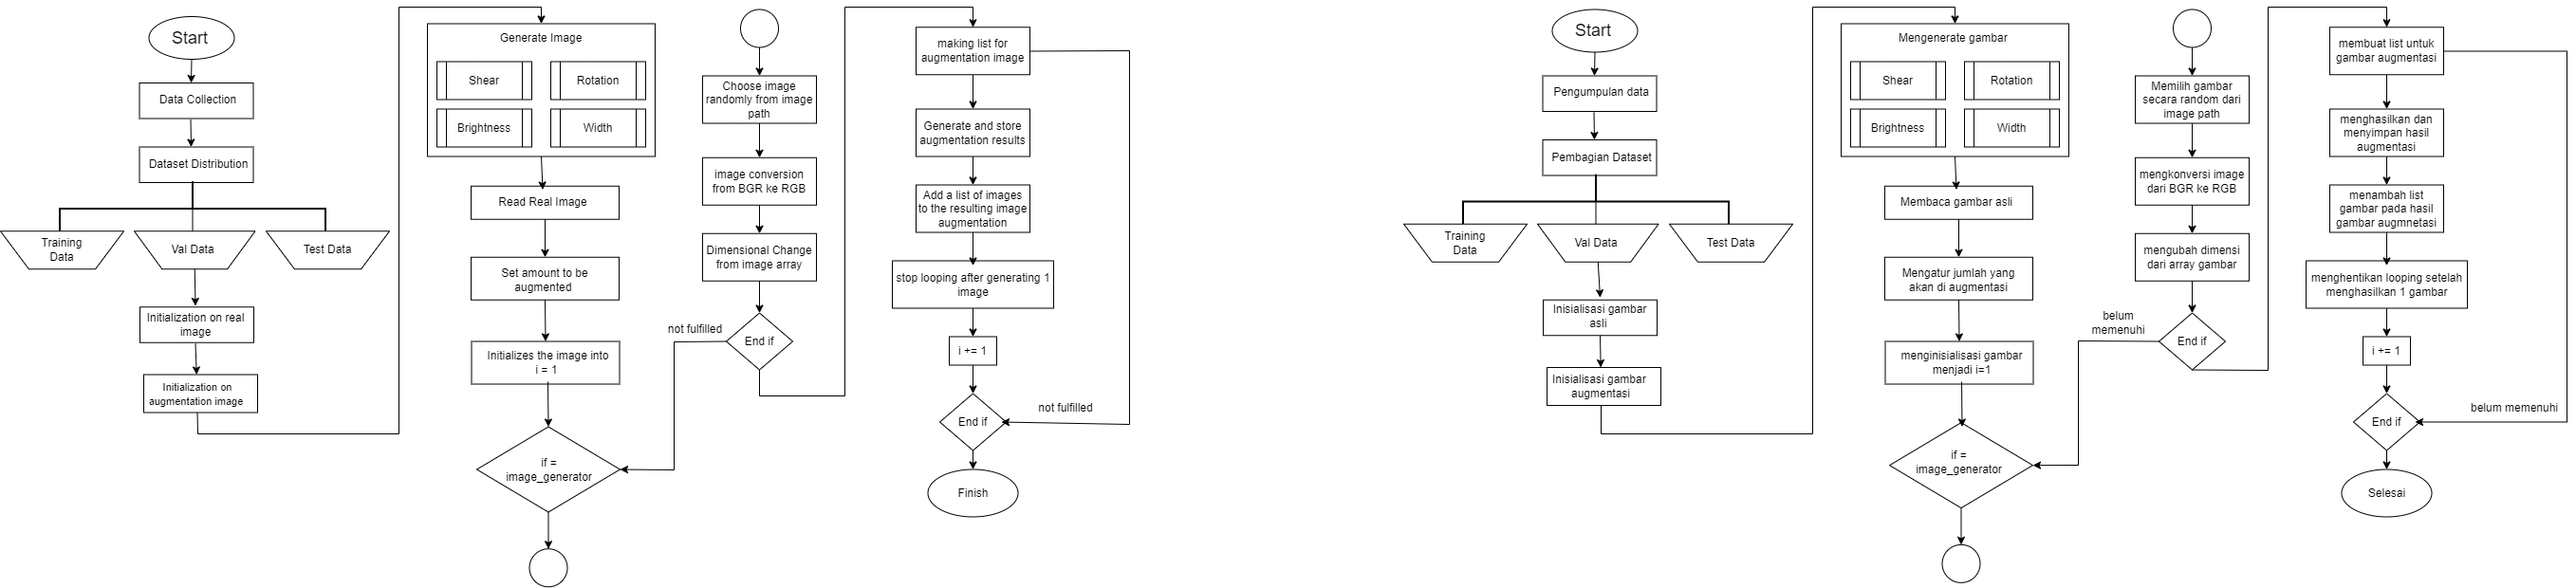 Start
Data Collection
Dataset Distribution
Training
Data
Val Data
Test Data
Initialization on real
image
Initialization on
augmentation image
Generate Image
Shear
Rotation
Brightness
Width
Read Real Image
Set amount to be
augmented
Initializes the image into
i = 1
if =
image_generator
Choose image
randomly from image
path
image conversion
from BGR ke RGB
Dimensional Change
from image array
End if
not fulfilled
making list for
augmentation image
Generate and store
augmentation results
Add a list of images
to the resulting image
augmentation
stop looping after generating 1
image
i += 1
End if
not fulfilled
Finish
Start
Pengumpulan data
Pembagian Dataset
Training
Data
Val Data
Test Data
Inisialisasi gambar
asli
Inisialisasi gambar
augmentasi
Mengenerate gambar
Shear
Rotation
Brightness
Width
Membaca gambar asli
Mengatur jumlah yang
akan di augmentasi
menginisialisasi gambar
menjadi i=1
if =
image_generator
Memilih gambar
secara random dari
image path
mengkonversi image
dari BGR ke RGB
mengubah dimensi
dari array gambar
End if
belum
memenuhi
membuat list untuk
gambar augmentasi
menghasilkan dan
menyimpan hasil
augmentasi
menambah list
gambar pada hasil
gambar augmnetasi
menghentikan looping setelah
menghasilkan 1 gambar
i += 1
End if
belum memenuhi
Selesai